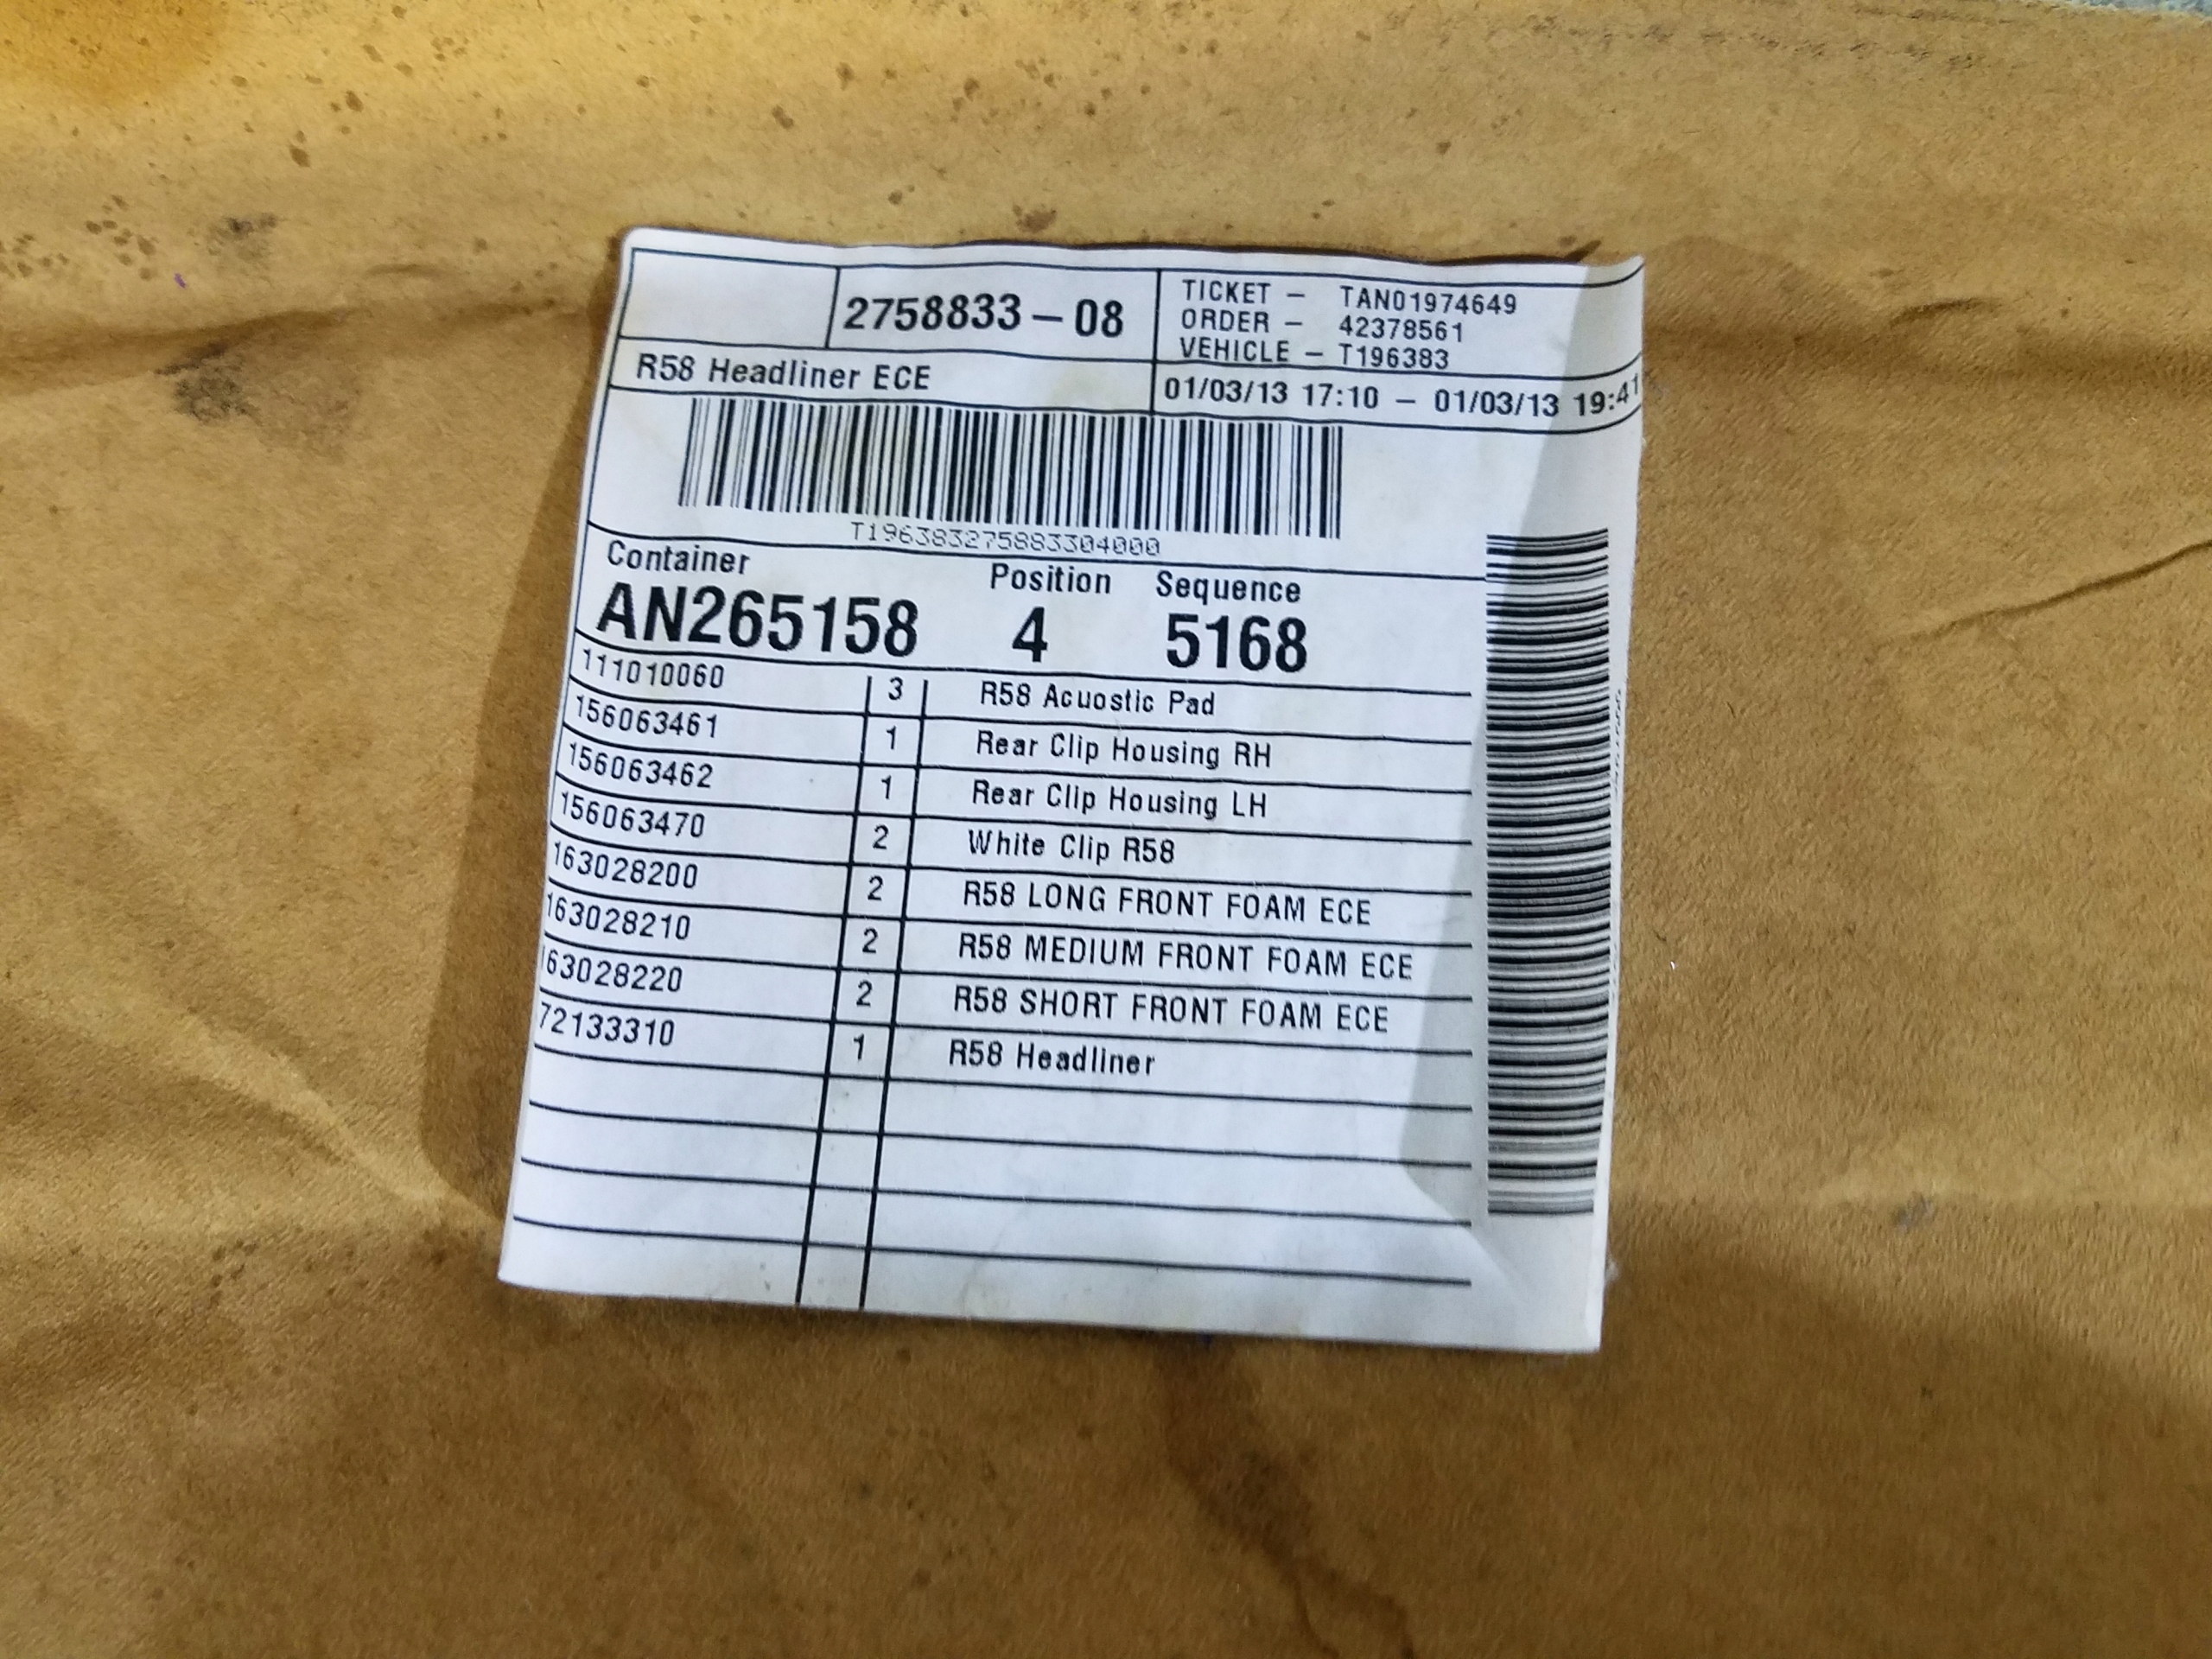 2758833 – 08
TICKET – TAN01974649
ORDER – 42378561
VEHICLE – T196383
R58 Headliner ECE
01/03/13 17:10 – 01/03/13 19:41
T196383275883304000
Container Position Sequence
AN265158 4 5168
111010060 3 R58 Acuostic Pad
156063461 1 Rear Clip Housing RH
156063462 1 Rear Clip Housing LH
156063470 2 White Clip R58
163028200 2 R58 LONG FRONT FOAM ECE
163028210 2 R58 MEDIUM FRONT FOAM ECE
163028220 2 R58 SHORT FRONT FOAM ECE
72133310 1 R58 Headliner